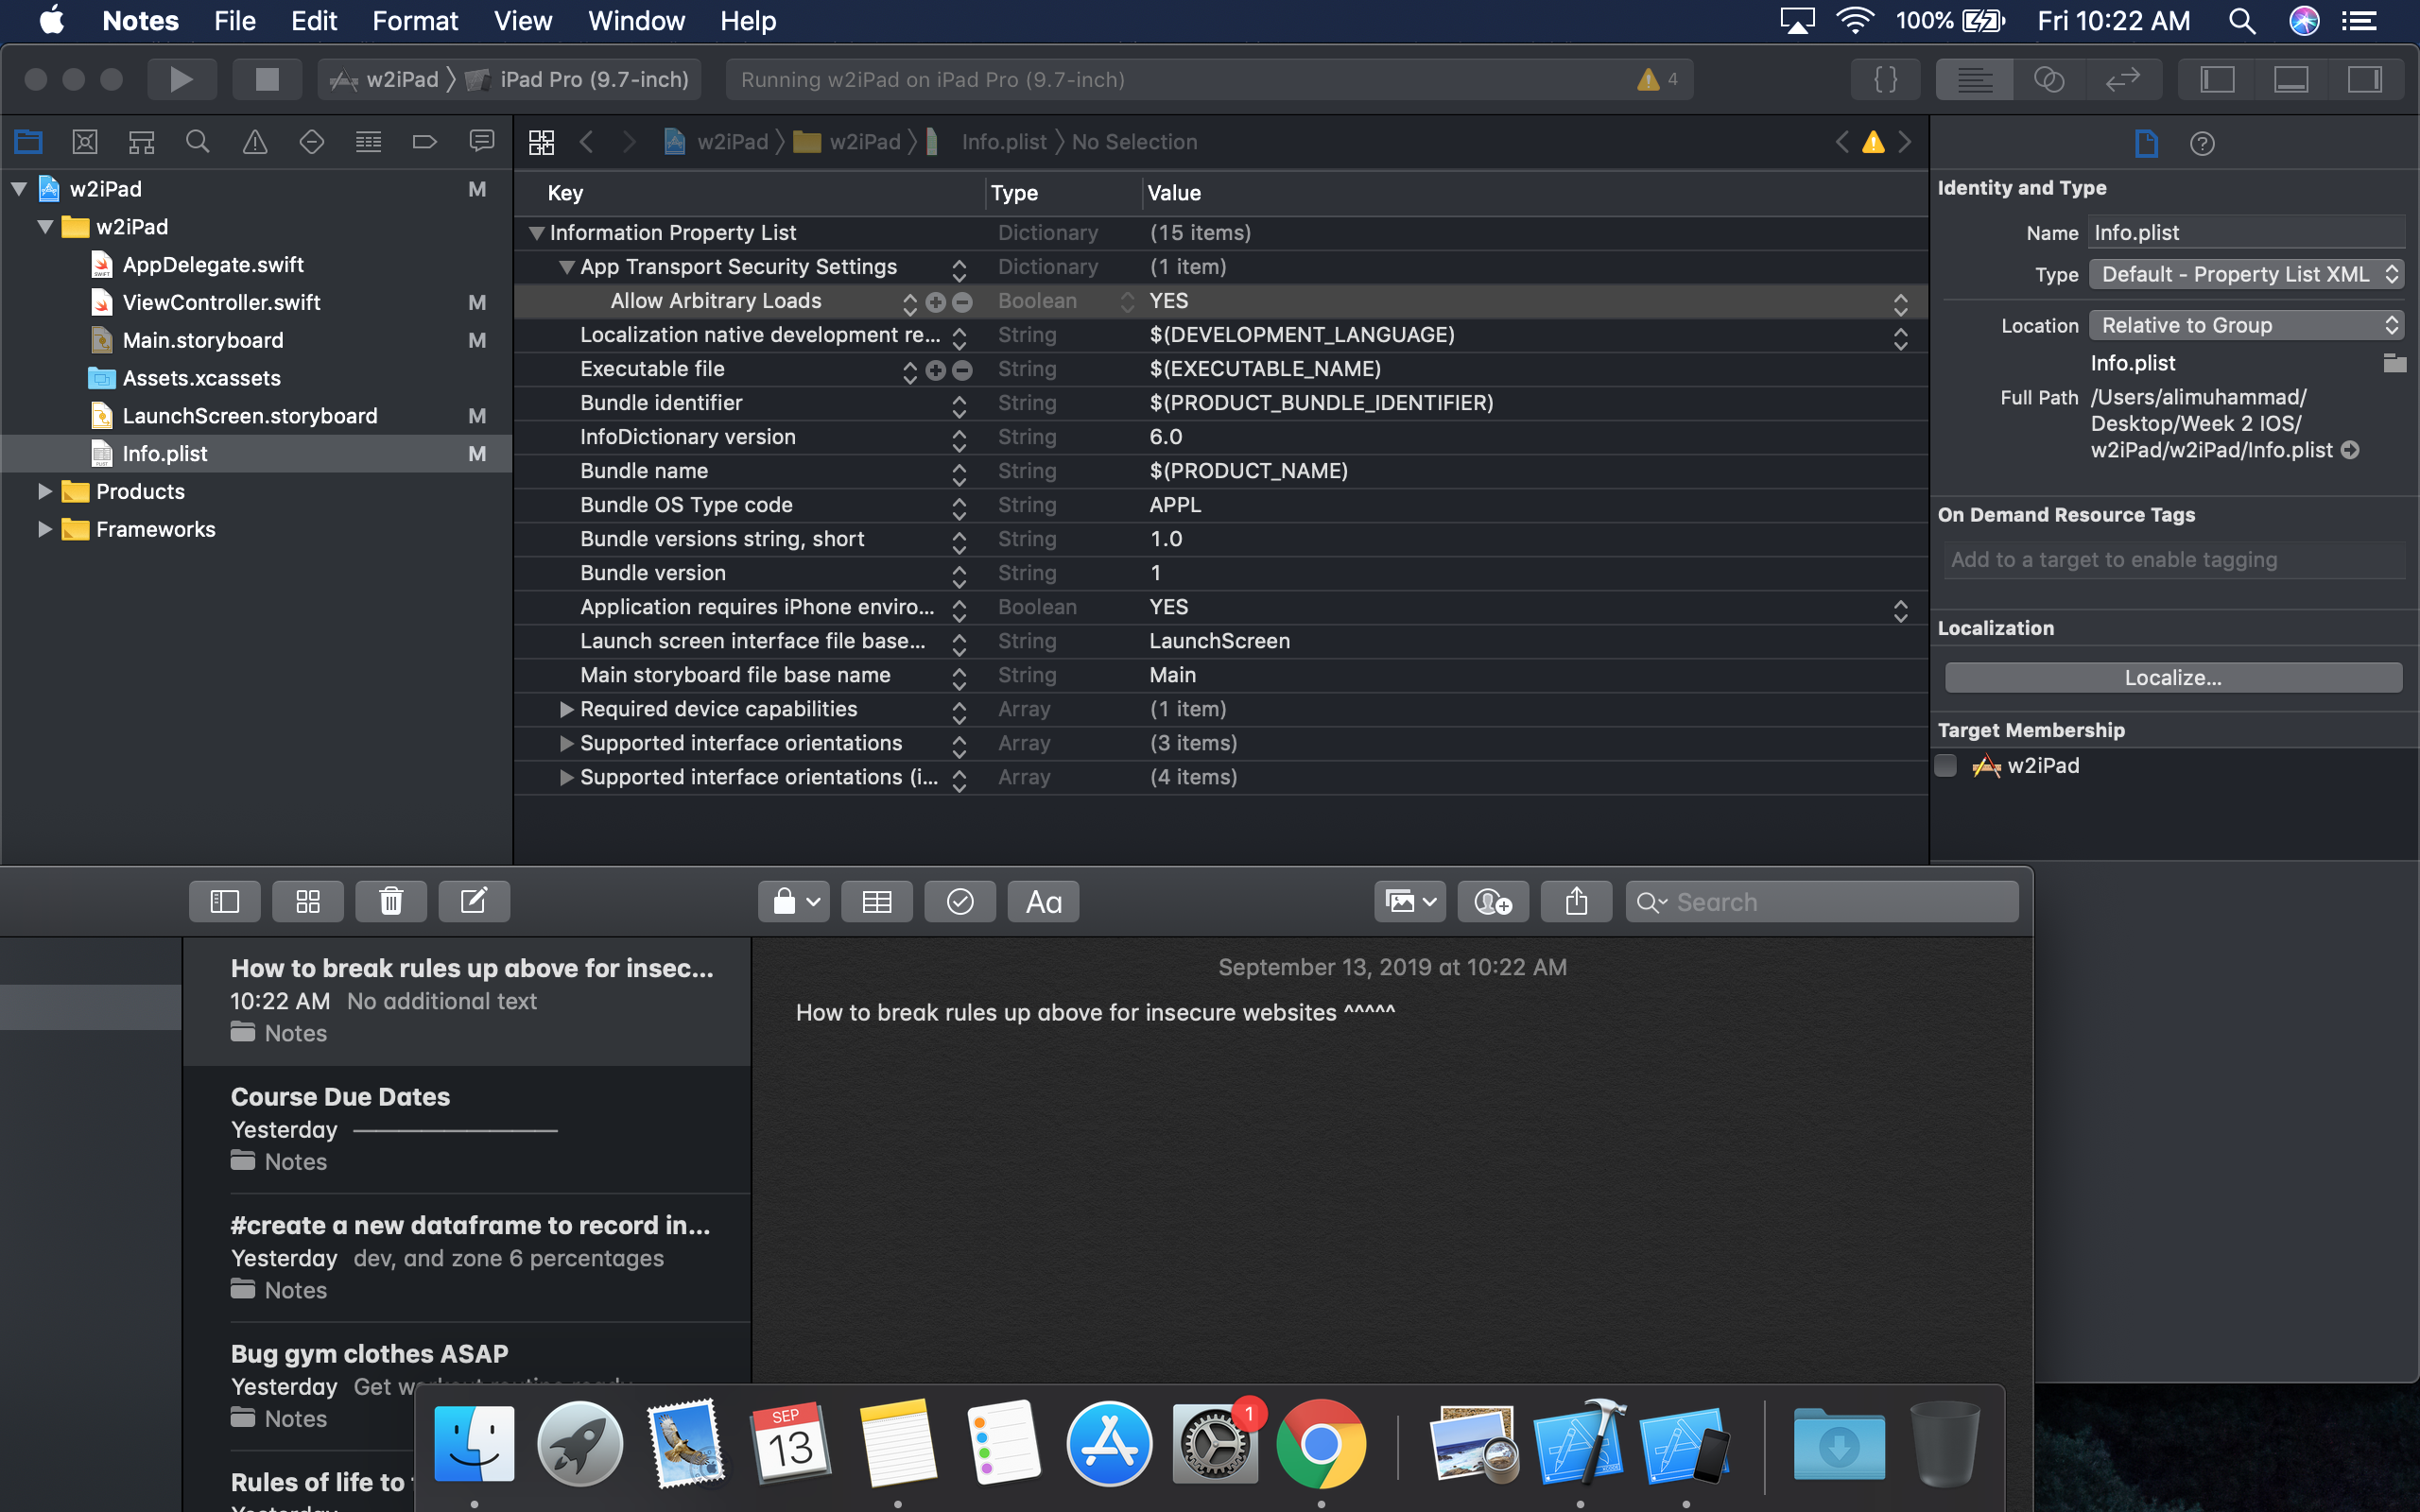 Notes File Edit Format View Window Help 100% Fri 10:22 AM
w2iPad iPad Pro (9.7-inch) Running w2iPad on iPad Pro (9.7-inch) 4 {}
w2iPad w2iPad Info.plist No Selection
w2iPad M
w2iPad
AppDelegate.swift
ViewController.swift M
Main.storyboard M
Assets.xcassets
LaunchScreen.storyboard M
Info.plist M
Products
Frameworks
Key Type Value
Information Property List Dictionary (15 items)
App Transport Security Settings Dictionary (1 item)
Allow Arbitrary Loads Boolean YES
Localization native development re... String $(DEVELOPMENT_LANGUAGE)
Executable file String $(EXECUTABLE_NAME)
Bundle identifier String $(PRODUCT_BUNDLE_IDENTIFIER)
InfoDictionary version String 6.0
Bundle name String $(PRODUCT_NAME)
Bundle OS Type code String APPL
Bundle versions string, short String 1.0
Bundle version String 1
Application requires iPhone enviro... Boolean YES
Launch screen interface file base... String LaunchScreen
Main storyboard file base name String Main
Required device capabilities Array (1 item)
Supported interface orientations Array (3 items)
Supported interface orientations (i... Array (4 items)
Identity and Type
Name Info.plist
Type Default - Property List XML
Location Relative to Group
Info.plist
Full Path /Users/alimuhammad/
Desktop/Week 2 IOS/
w2iPad/w2iPad/Info.plist
On Demand Resource Tags
Add to a target to enable tagging
Localization
Localize...
Target Membership
w2iPad
Aa Search
How to break rules up above for insec...
10:22 AM No additional text
Notes
Course Due Dates
Yesterday ——————————
Notes
#create a new dataframe to record in...
Yesterday dev, and zone 6 percentages
Notes
Bug gym clothes ASAP
Yesterday Get
Notes
Rules of life to
September 13, 2019 at 10:22 AM
How to break rules up above for insecure websites ^^^^^
SEP
13
1